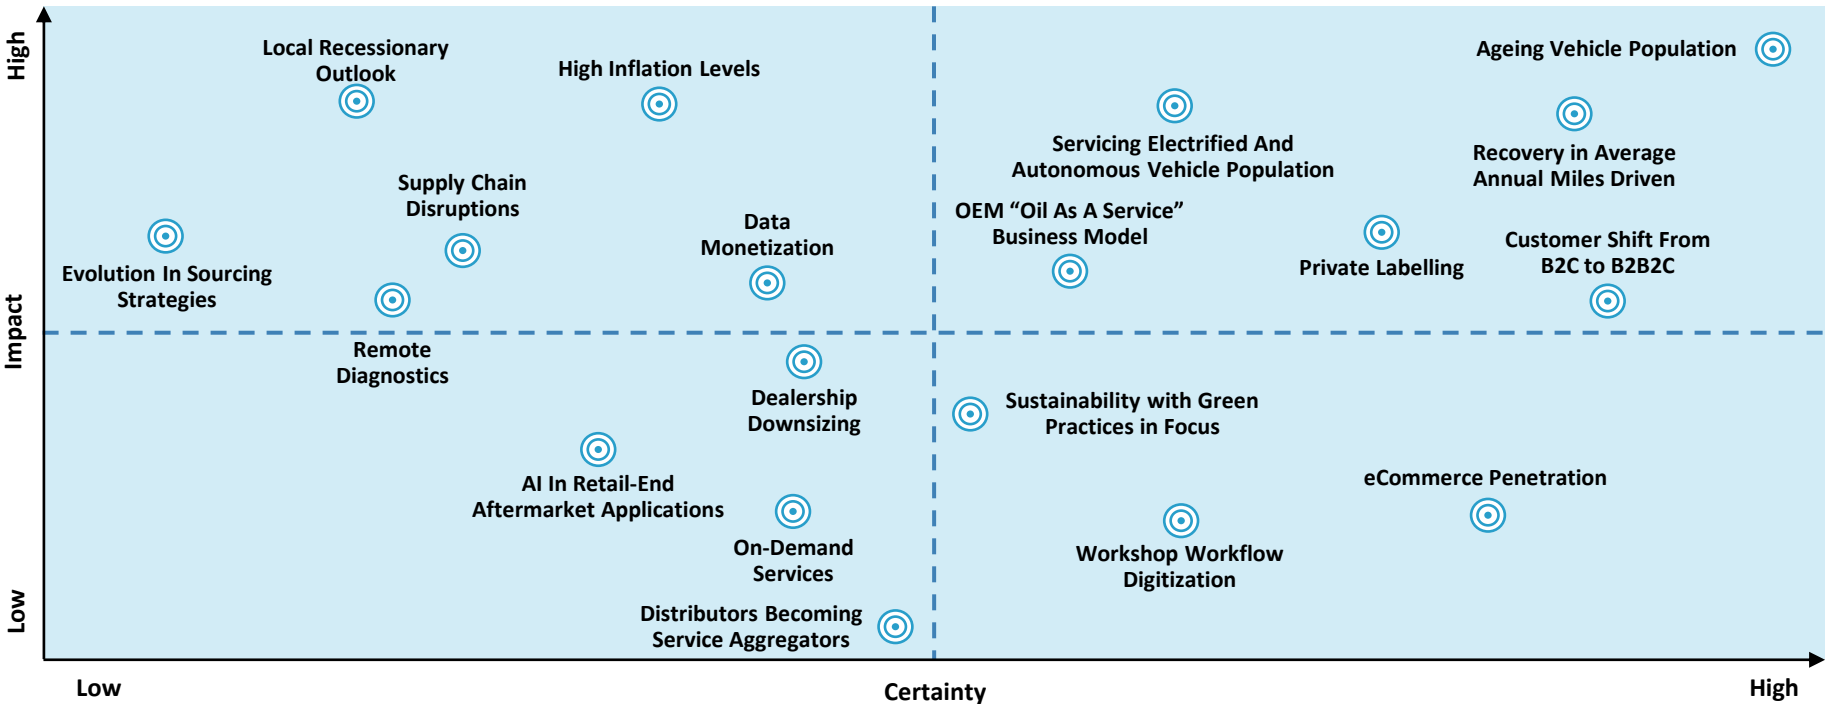 High
Local Recessionary
Outlook
High Inflation Levels
Ageing Vehicle Population
Servicing Electrified And
Autonomous Vehicle Population
Recovery in Average
Annual Miles Driven
Supply Chain
Disruptions
Data
Monetization
OEM “Oil As A Service”
Business Model
Private Labelling
Customer Shift From
B2C to B2B2C
Evolution In Sourcing
Strategies
Impact
Remote
Diagnostics
Dealership
Downsizing
Sustainability with Green
Practices in Focus
AI In Retail-End
Aftermarket Applications
eCommerce Penetration
On-Demand
Services
Workshop Workflow
Digitization
Distributors Becoming
Service Aggregators
Low
Low
Certainty
High